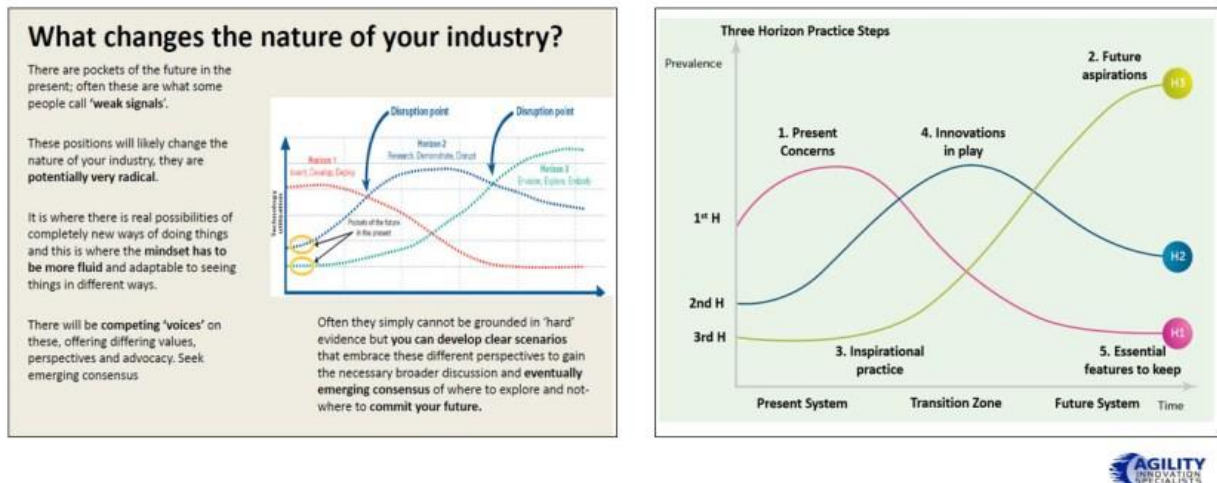 What changes the nature of your industry?
There are pockets of the future in the
present; often these are what some
people call 'weak signals'.
These positions will likely change the
nature of your industry, they are
potentially very radical.
It is where there is real possibilities of
completely new ways of doing things
and this is where the mindset has to
be more fluid and adaptable to seeing
things in different ways.
There will be competing 'voices' on
these, offering differing values,
perspectives and advocacy. Seek
emerging consensus
Disruption point
Disruption point
Horizon 1
Develop, Deploy
Horizon 2
Research, Demonstrate, Disrupt
Horizon 3
Envision, Explore, Embody
Technology
utilisation
Pockets of the future
in the present
Often they simply cannot be grounded in 'hard'
evidence but you can develop clear scenarios
that embrace these different perspectives to gain
the necessary broader discussion and eventually
emerging consensus of where to explore and not-
where to commit your future.
Three Horizon Practice Steps
Prevalence
2. Future
aspirations
H3
1. Present
Concerns
4. Innovations
in play
1st H
H2
2nd H
3rd H
H1
3. Inspirational
practice
5. Essential
features to keep
Present System
Transition Zone
Future System
Time
AGILITY
INNOVATION
SPECIALISTS